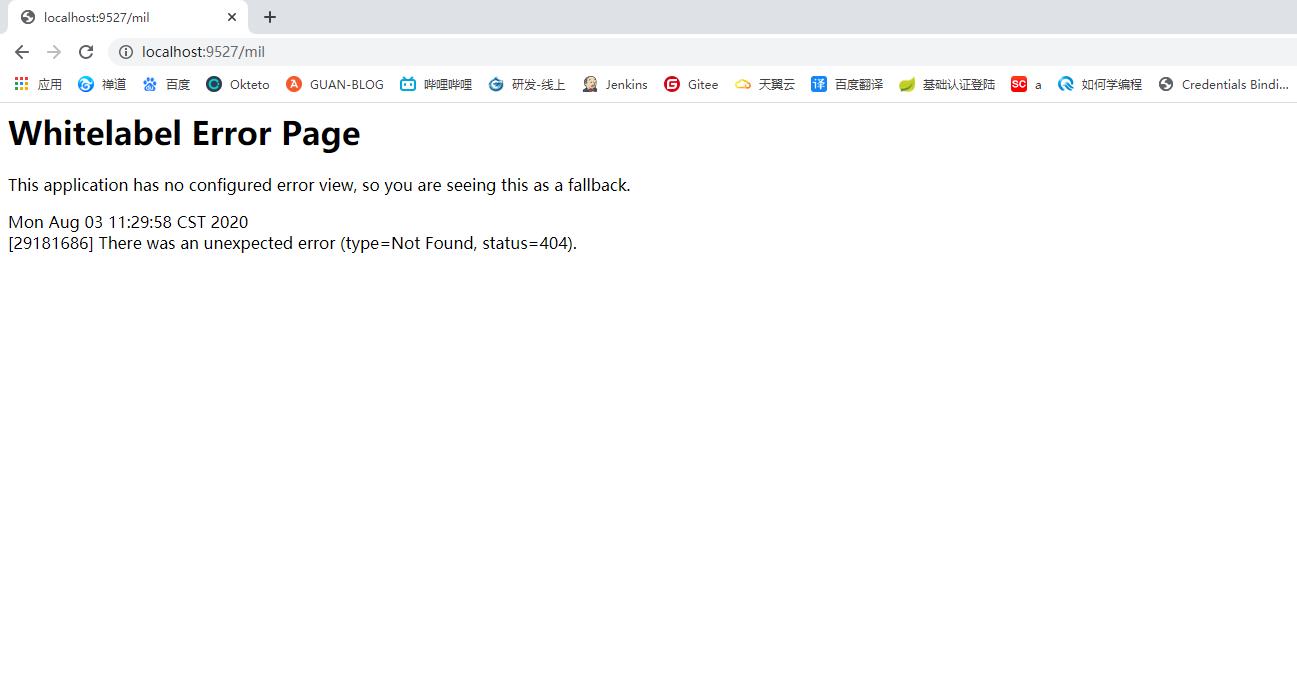 localhost:9527/mil
localhost:9527/mil
应用 禅道 百度 Okteto GUAN-BLOG 哔哩哔哩 研发-线上 Jenkins Gitee 天翼云 译 百度翻译 基础认证登陆 SC a 如何学编程 Credentials Bindi...
Whitelabel Error Page
This application has no configured error view, so you are seeing this as a fallback.
Mon Aug 03 11:29:58 CST 2020
[29181686] There was an unexpected error (type=Not Found, status=404).